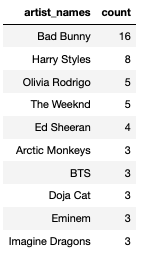 artist_names count
Bad Bunny 16
Harry Styles 8
Olivia Rodrigo 5
The Weeknd 5
Ed Sheeran 4
Arctic Monkeys 3
BTS 3
Doja Cat 3
Eminem 3
Imagine Dragons 3